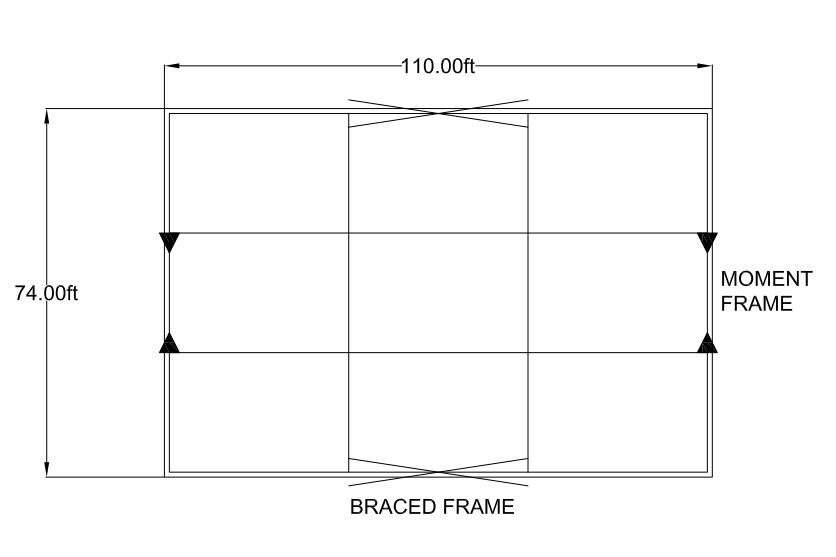 110.00ft
74.00ft
MOMENT
FRAME
BRACED FRAME